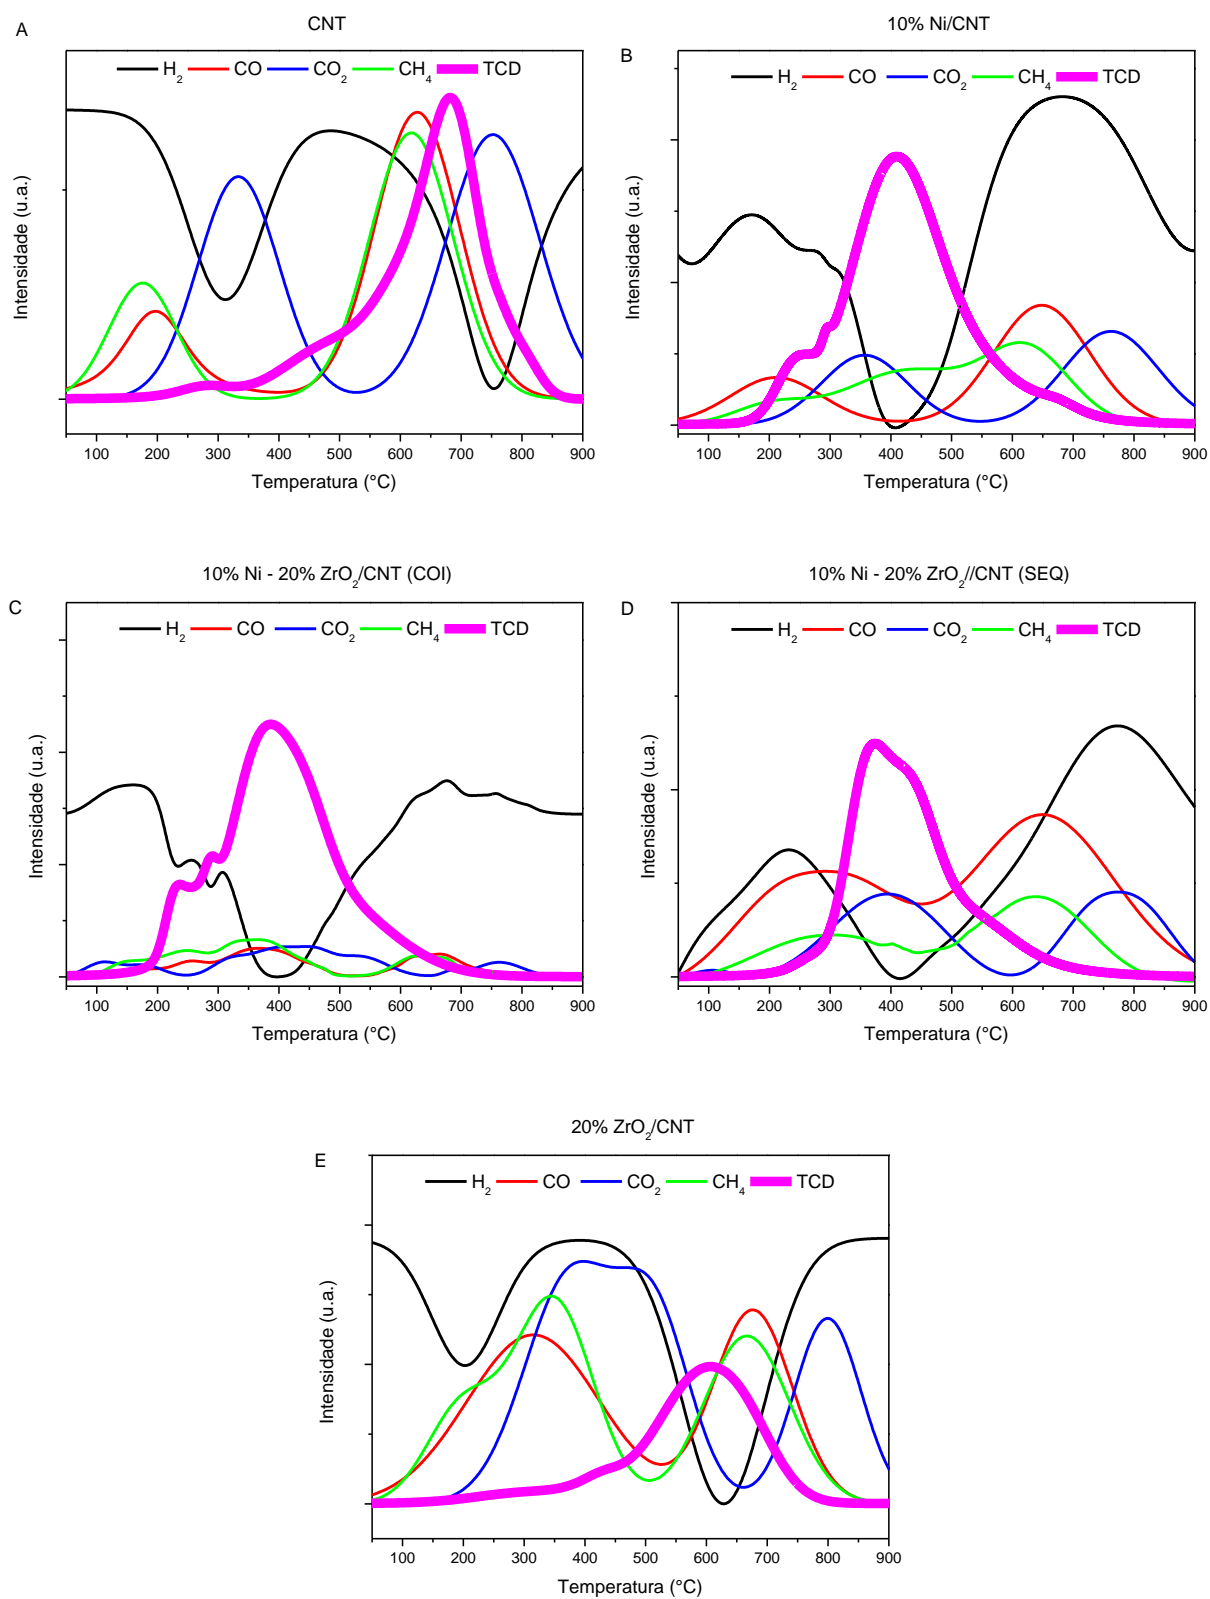 A
CNT
H₂ CO CO₂ CH₄ TCD
Intensidade (u.a.)
100 200 300 400 500 600 700 800 900
Temperatura (°C)
B
10% Ni/CNT
H₂ CO CO₂ CH₄ TCD
Intensidade (u.a.)
100 200 300 400 500 600 700 800 900
Temperatura (°C)
C
10% Ni - 20% ZrO₂/CNT (COI)
H₂ CO CO₂ CH₄ TCD
Intensidade (u.a.)
100 200 300 400 500 600 700 800 900
Temperatura (°C)
D
10% Ni - 20% ZrO₂//CNT (SEQ)
H₂ CO CO₂ CH₄ TCD
Intensidade (u.a.)
100 200 300 400 500 600 700 800 900
Temperatura (°C)
E
20% ZrO₂/CNT
H₂ CO CO₂ CH₄ TCD
Intensidade (u.a.)
100 200 300 400 500 600 700 800 900
Temperatura (°C)